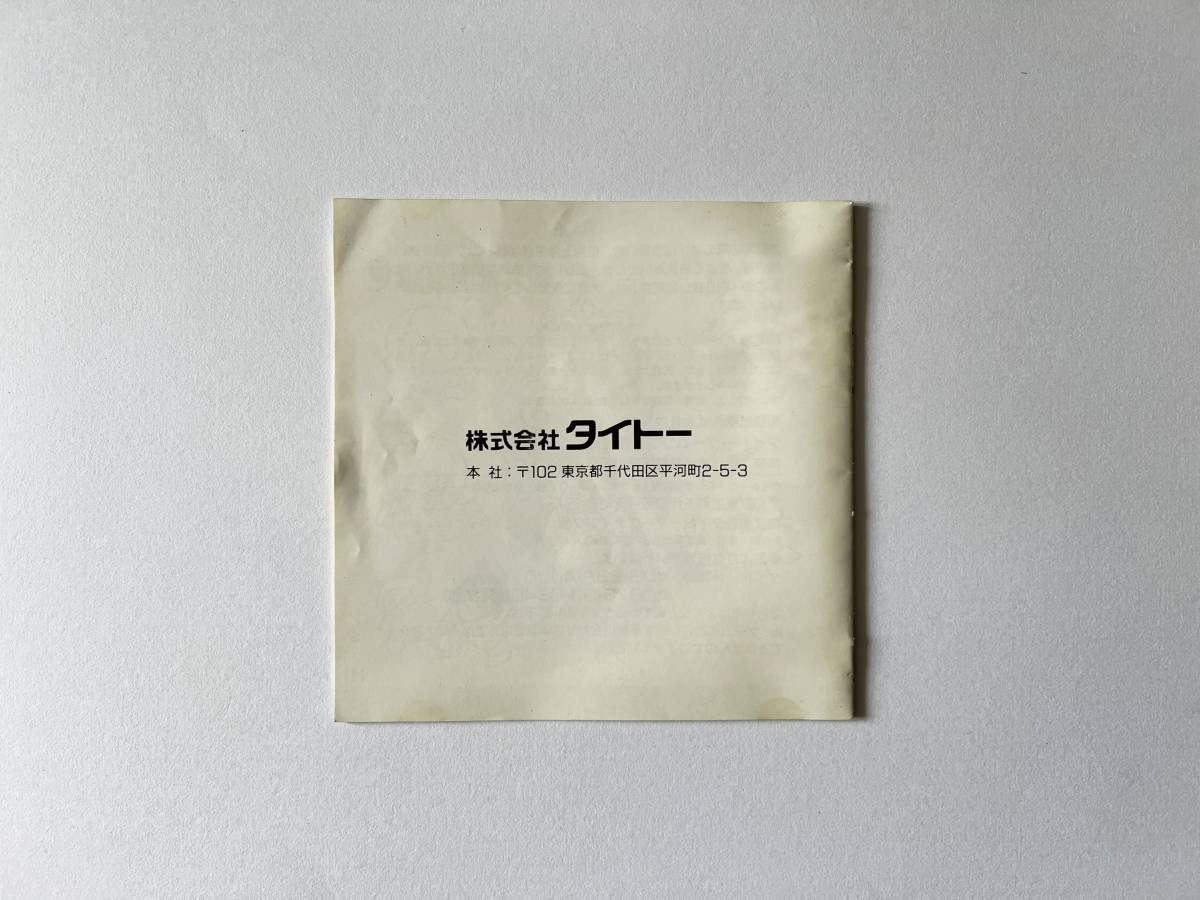 株式会社 タイトー
本 社：〒102 東京都千代田区平河町2-5-3